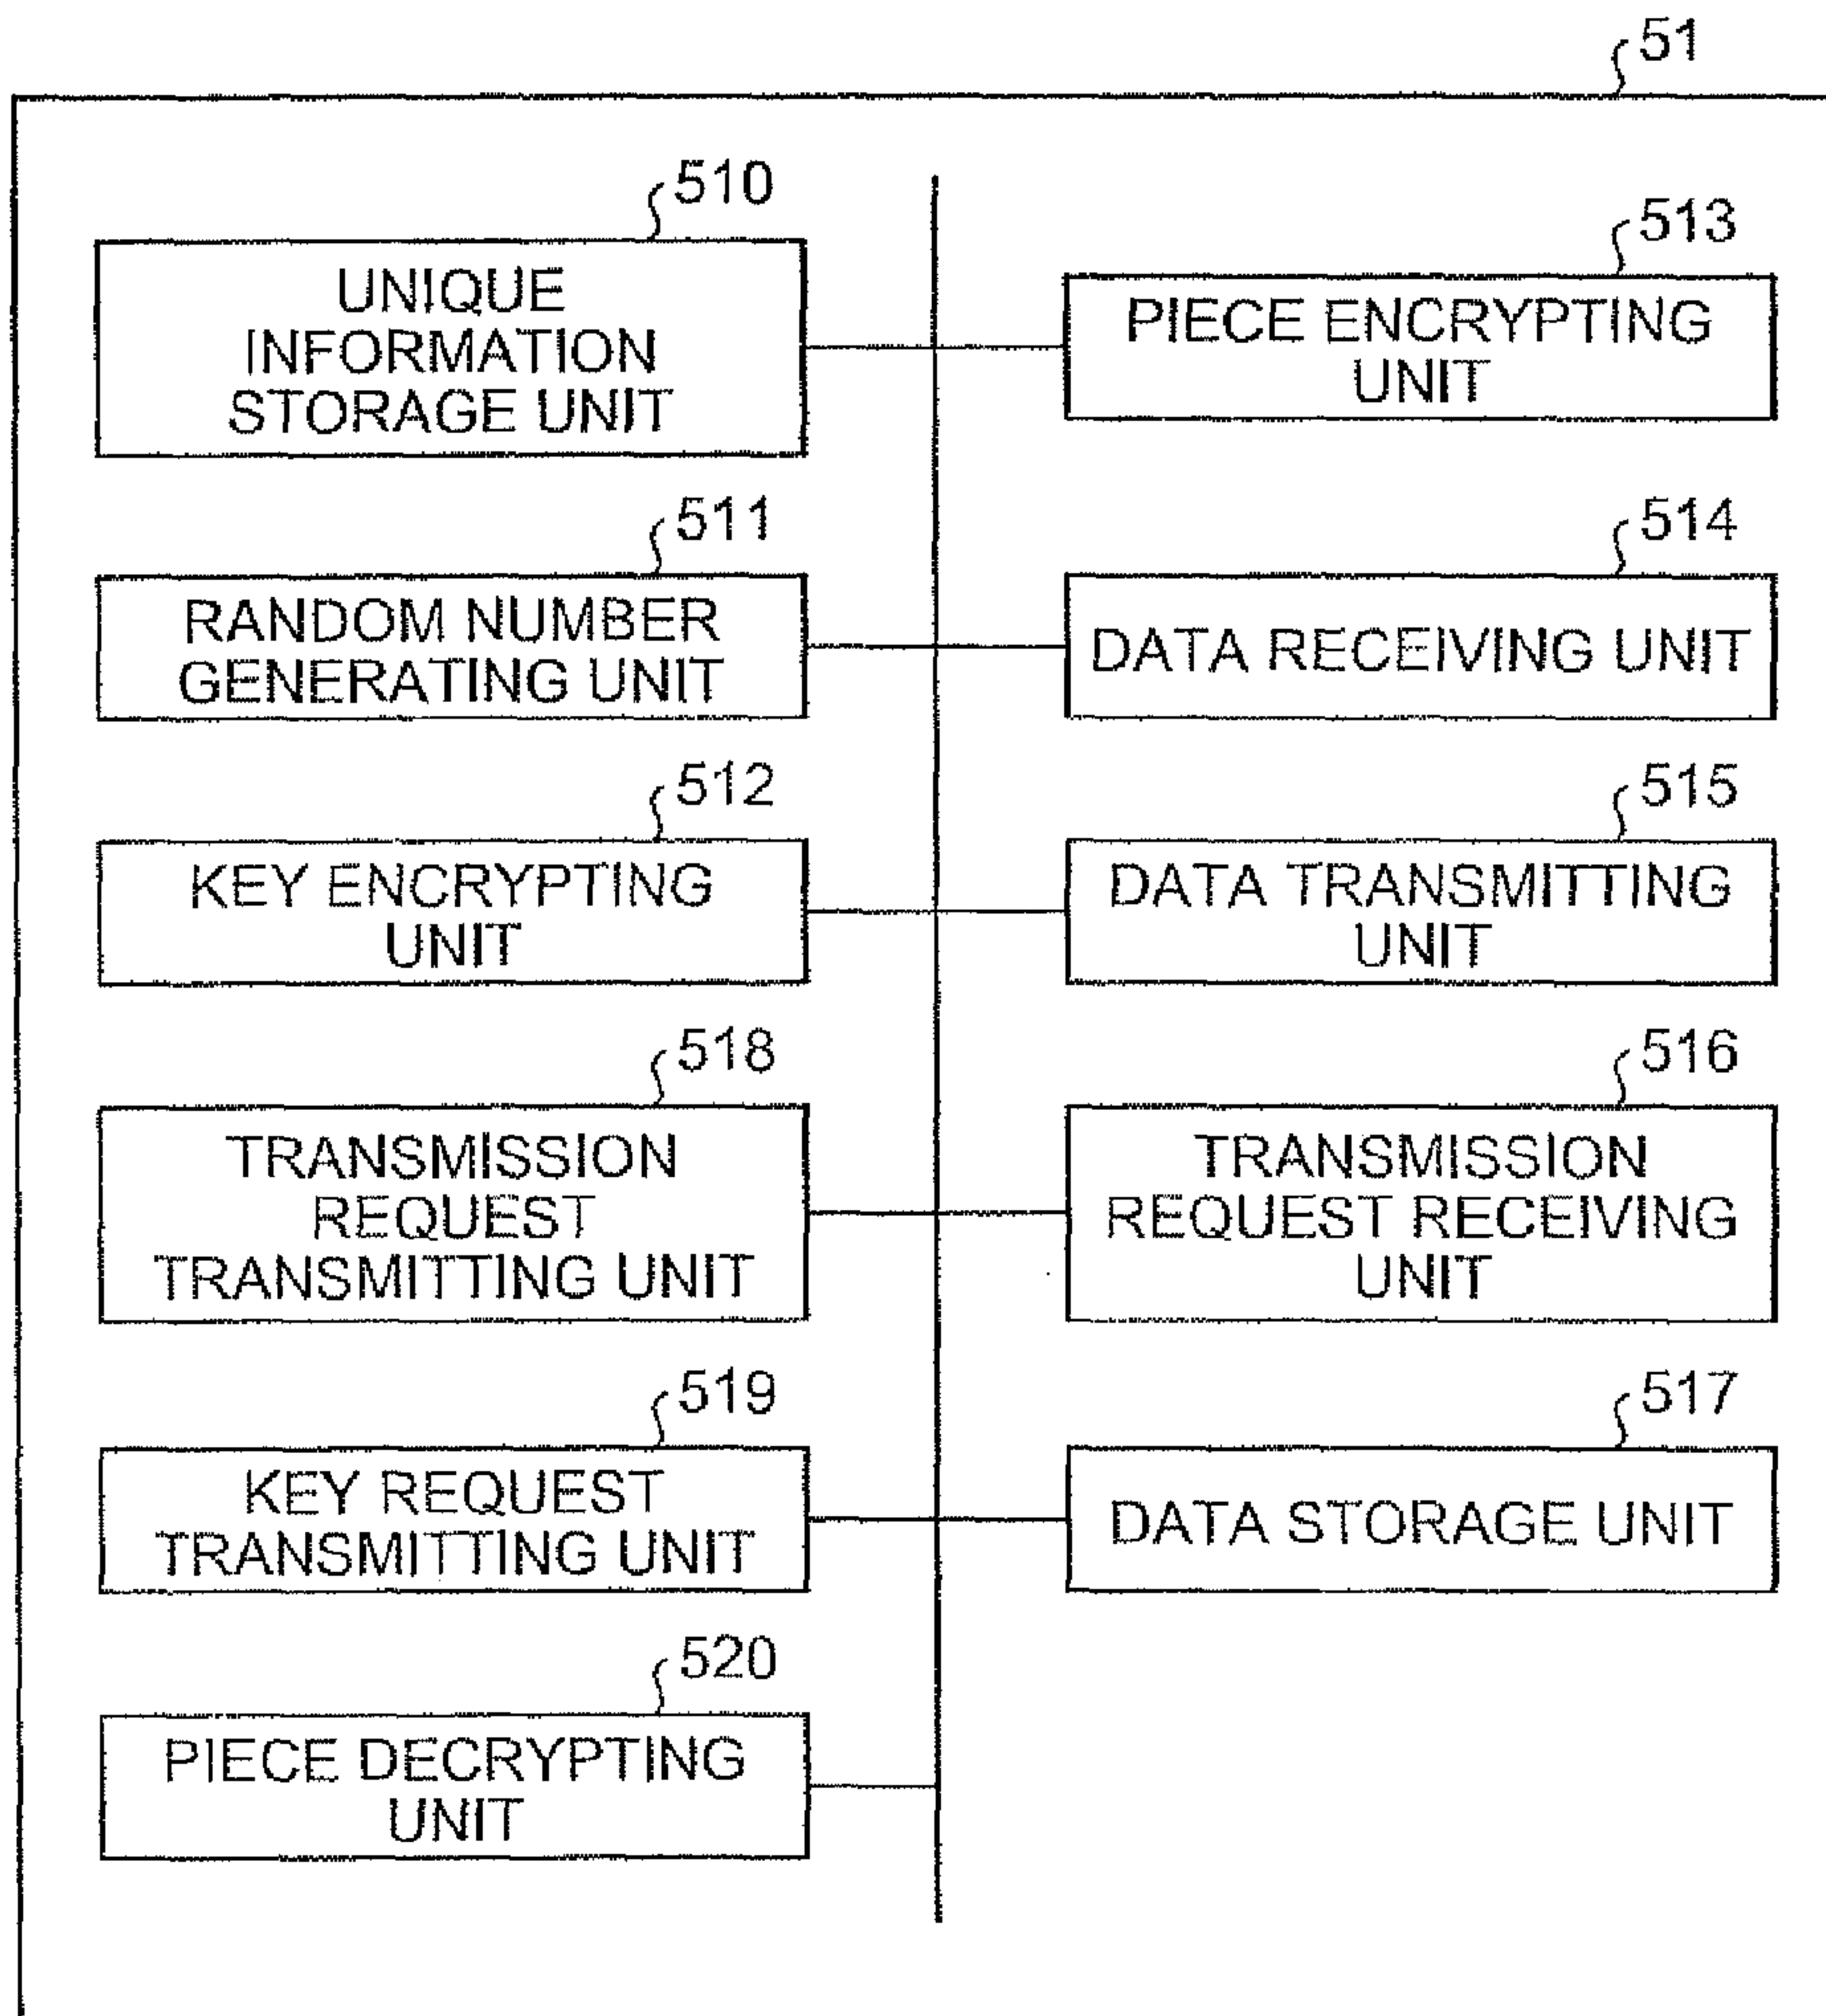 51
510
UNIQUE
INFORMATION
STORAGE UNIT
513
PIECE ENCRYPTING
UNIT
511
RANDOM NUMBER
GENERATING UNIT
514
DATA RECEIVING UNIT
512
KEY ENCRYPTING
UNIT
515
DATA TRANSMITTING
UNIT
518
TRANSMISSION
REQUEST
TRANSMITTING UNIT
516
TRANSMISSION
REQUEST RECEIVING
UNIT
519
KEY REQUEST
TRANSMITTING UNIT
517
DATA STORAGE UNIT
520
PIECE DECRYPTING
UNIT